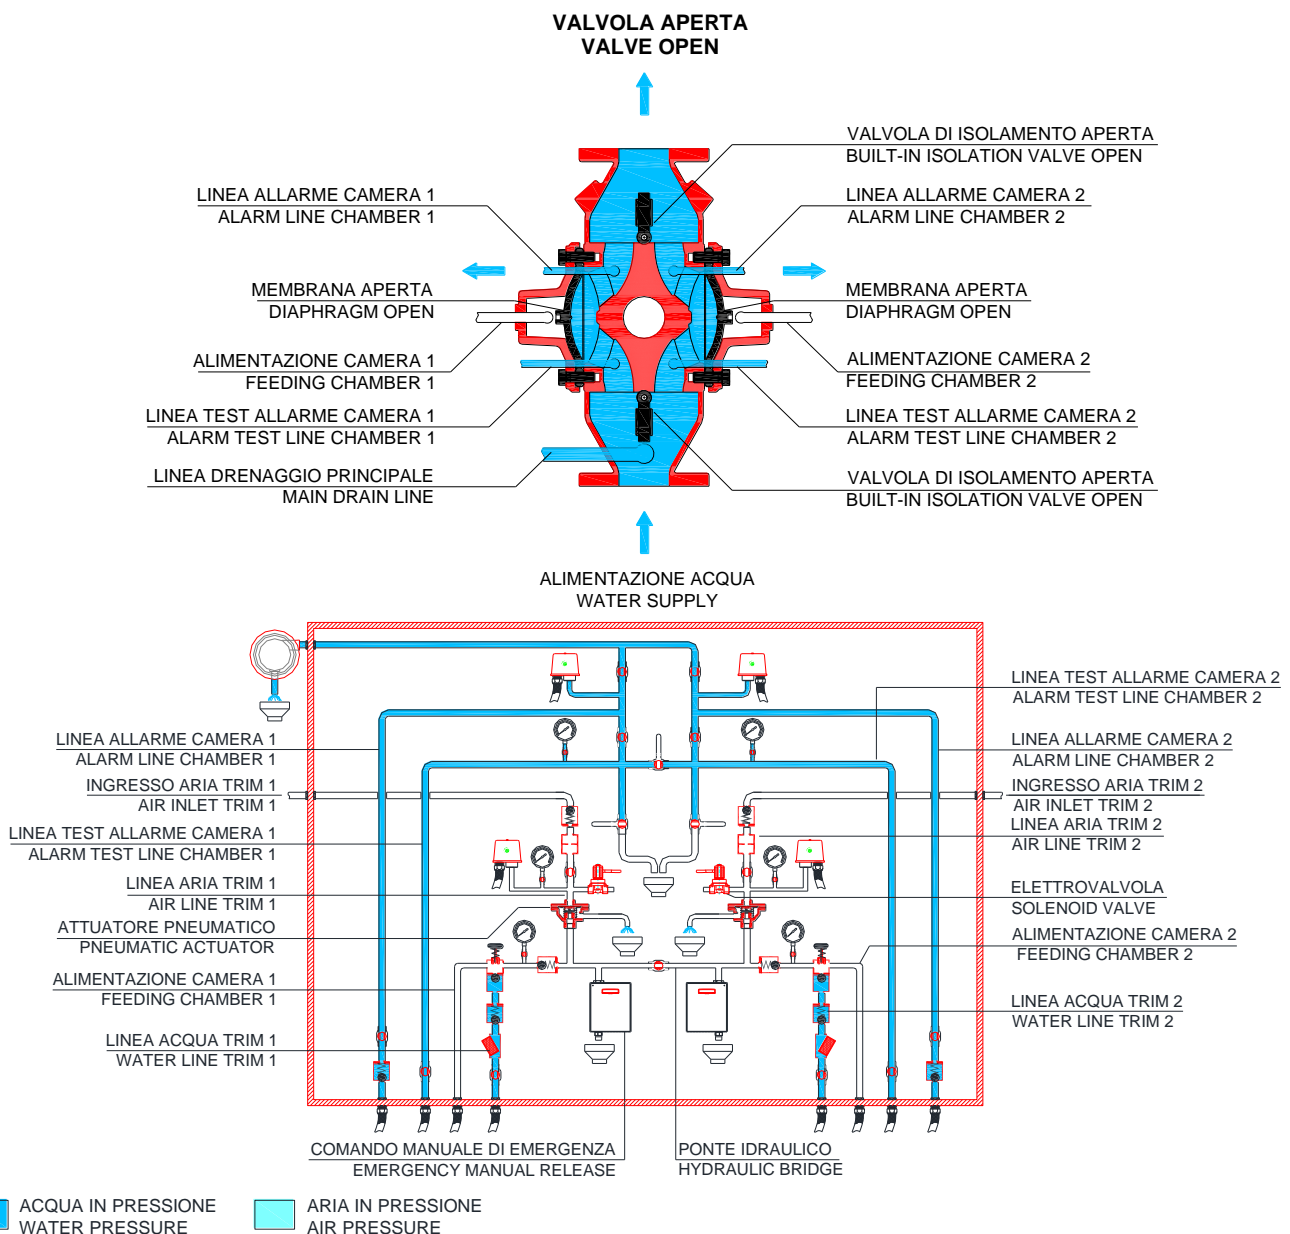 VALVOLA APERTA
VALVE OPEN
VALVOLA DI ISOLAMENTO APERTA
BUILT-IN ISOLATION VALVE OPEN
LINEA ALLARME CAMERA 1
ALARM LINE CHAMBER 1
LINEA ALLARME CAMERA 2
ALARM LINE CHAMBER 2
MEMBRANA APERTA
DIAPHRAGM OPEN
MEMBRANA APERTA
DIAPHRAGM OPEN
ALIMENTAZIONE CAMERA 1
FEEDING CHAMBER 1
ALIMENTAZIONE CAMERA 2
FEEDING CHAMBER 2
LINEA TEST ALLARME CAMERA 1
ALARM TEST LINE CHAMBER 1
LINEA TEST ALLARME CAMERA 2
ALARM TEST LINE CHAMBER 2
LINEA DRENAGGIO PRINCIPALE
MAIN DRAIN LINE
VALVOLA DI ISOLAMENTO APERTA
BUILT-IN ISOLATION VALVE OPEN
ALIMENTAZIONE ACQUA
WATER SUPPLY
LINEA TEST ALLARME CAMERA 2
ALARM TEST LINE CHAMBER 2
LINEA ALLARME CAMERA 1
ALARM LINE CHAMBER 1
LINEA ALLARME CAMERA 2
ALARM LINE CHAMBER 2
INGRESSO ARIA TRIM 1
AIR INLET TRIM 1
INGRESSO ARIA TRIM 2
AIR INLET TRIM 2
LINEA TEST ALLARME CAMERA 1
ALARM TEST LINE CHAMBER 1
LINEA ARIA TRIM 2
AIR LINE TRIM 2
LINEA ARIA TRIM 1
AIR LINE TRIM 1
ELETTROVALVOLA
SOLENOID VALVE
ATTUATORE PNEUMATICO
PNEUMATIC ACTUATOR
ALIMENTAZIONE CAMERA 2
FEEDING CHAMBER 2
ALIMENTAZIONE CAMERA 1
FEEDING CHAMBER 1
LINEA ACQUA TRIM 2
WATER LINE TRIM 2
LINEA ACQUA TRIM 1
WATER LINE TRIM 1
COMANDO MANUALE DI EMERGENZA
EMERGENCY MANUAL RELEASE
PONTE IDRAULICO
HYDRAULIC BRIDGE
ACQUA IN PRESSIONE
WATER PRESSURE
ARIA IN PRESSIONE
AIR PRESSURE